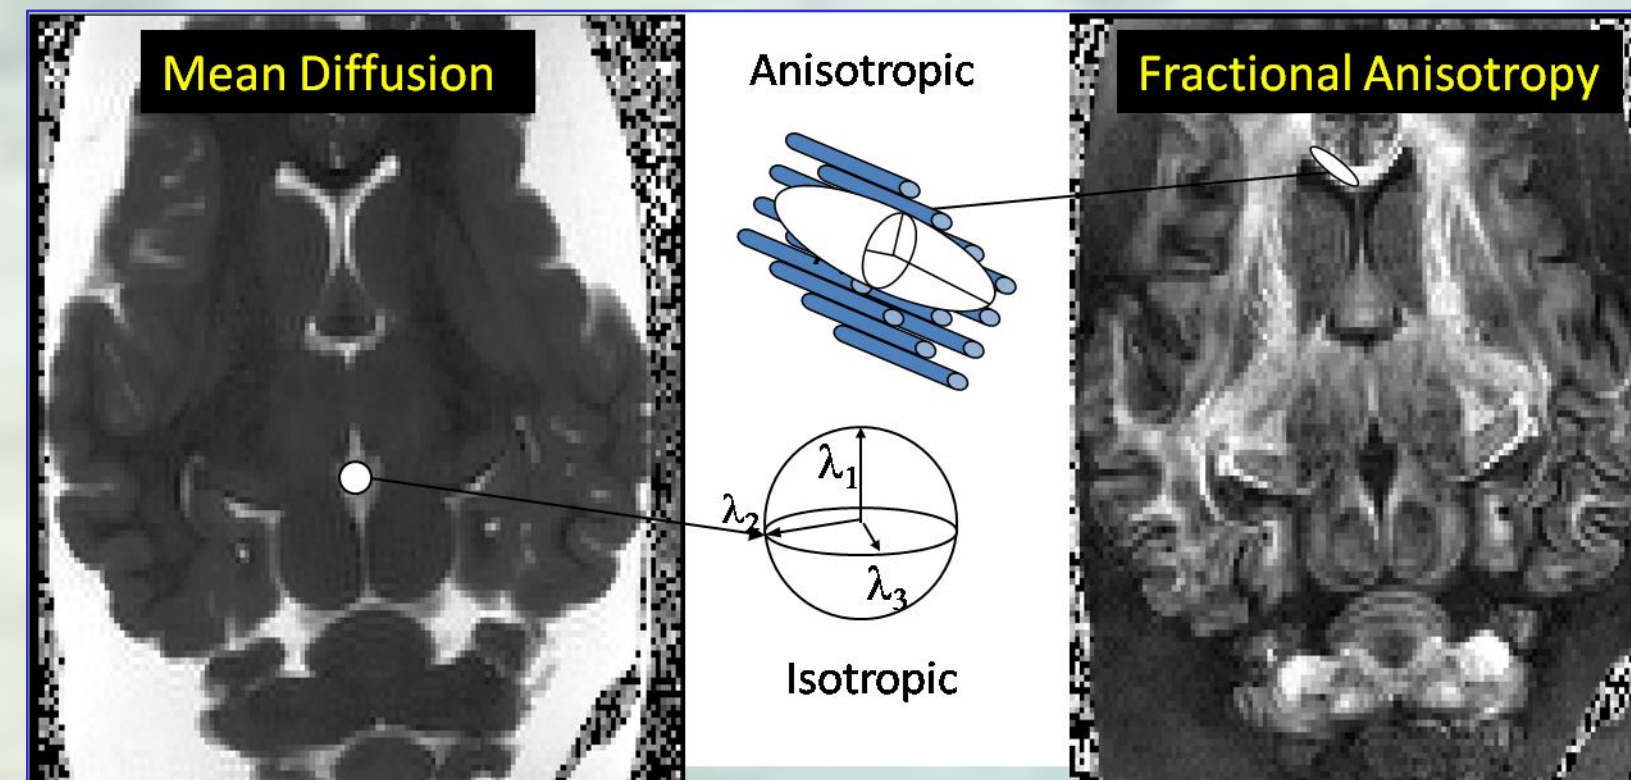 Mean Diffusion
Anisotropic
Fractional Anisotropy
λ1
λ2
λ3
Isotropic